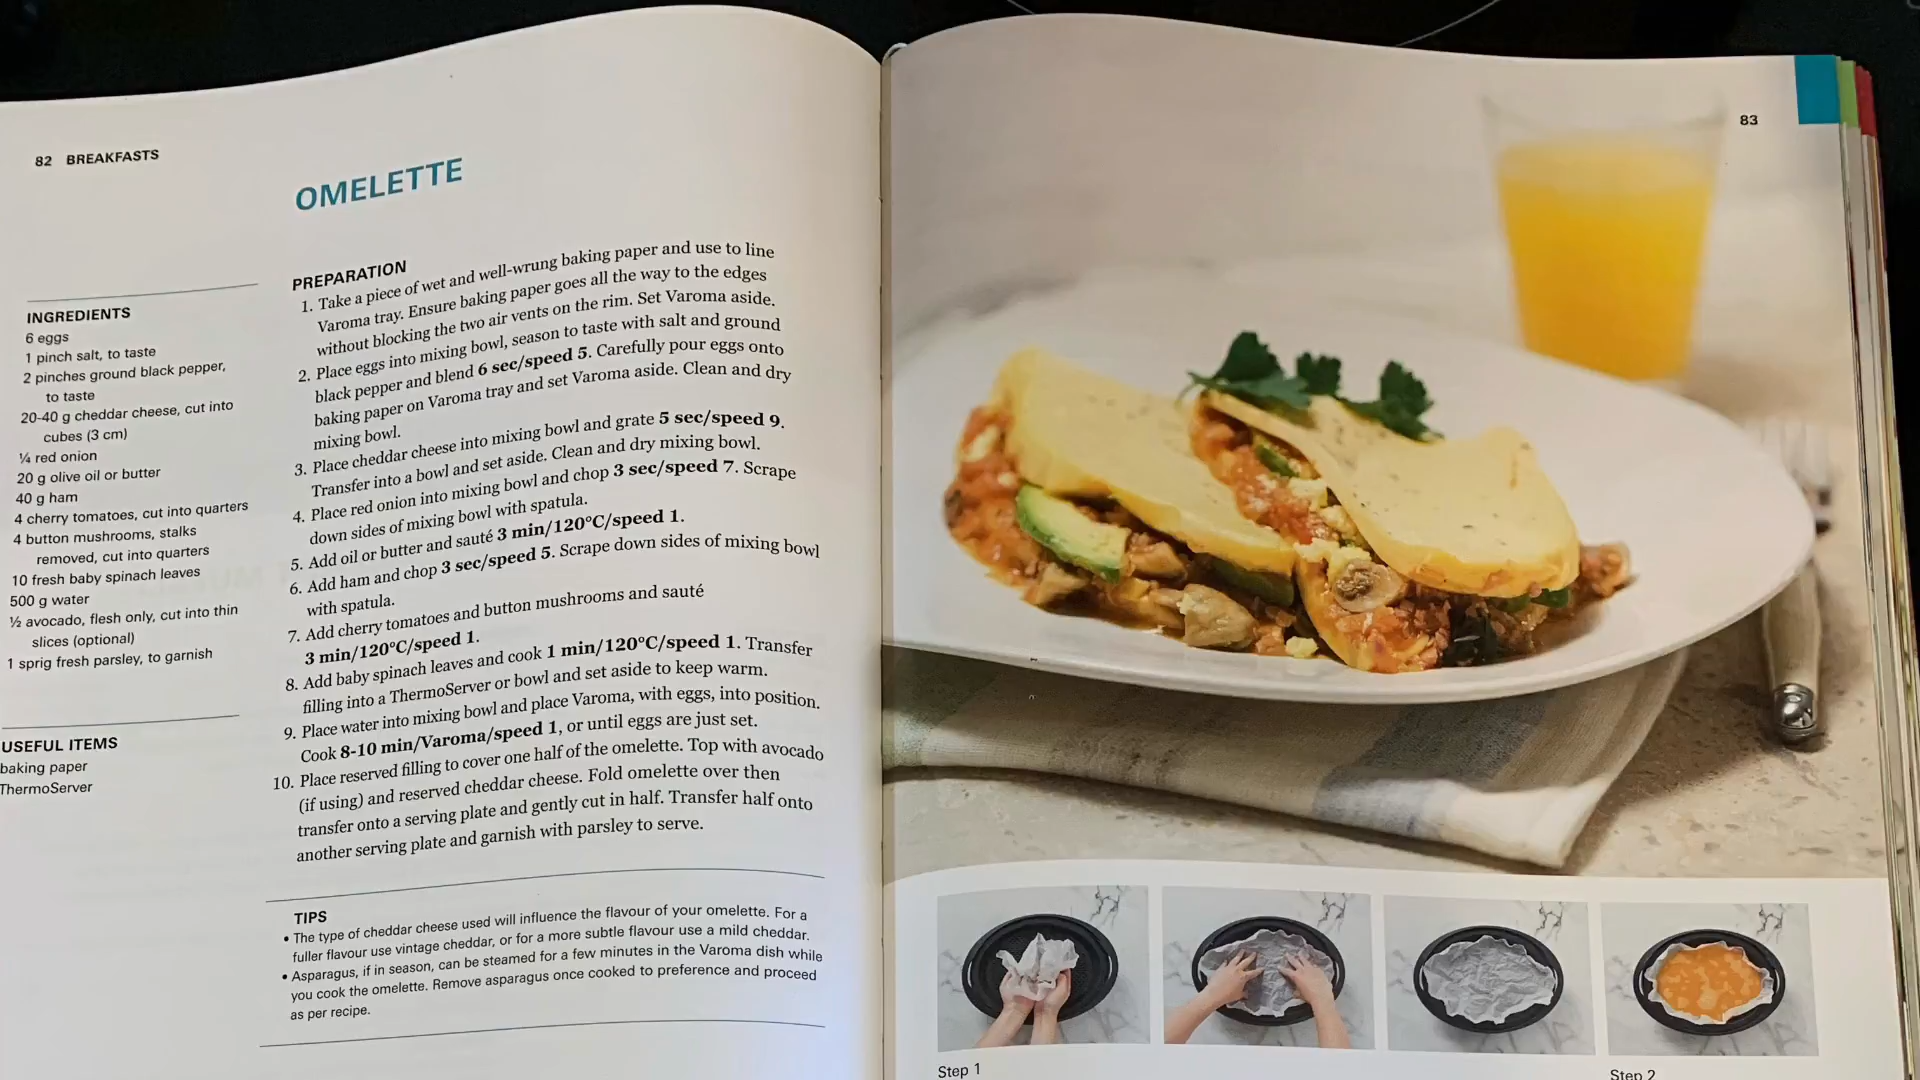 82 BREAKFASTS
OMELETTE
INGREDIENTS
6 eggs
1 pinch salt, to taste
2 pinches ground black pepper,
to taste
20-40 g cheddar cheese, cut into
cubes (3 cm)
¼ red onion
20 g olive oil or butter
40 g ham
4 cherry tomatoes, cut into quarters
4 button mushrooms, stalks
removed, cut into quarters
10 fresh baby spinach leaves
500 g water
½ avocado, flesh only, cut into thin
slices (optional)
1 sprig fresh parsley, to garnish
USEFUL ITEMS
baking paper
ThermoServer
PREPARATION
1. Take a piece of wet and well-wrung baking paper and use to line
Varoma tray. Ensure baking paper goes all the way to the edges
without blocking the two air vents on the rim. Set Varoma aside.
2. Place eggs into mixing bowl, season to taste with salt and ground
black pepper and blend 6 sec/speed 5. Carefully pour eggs onto
baking paper on Varoma tray and set Varoma aside. Clean and dry
mixing bowl.
3. Place cheddar cheese into mixing bowl and grate 5 sec/speed 9.
Transfer into a bowl and set aside. Clean and dry mixing bowl.
4. Place red onion into mixing bowl and chop 3 sec/speed 7. Scrape
down sides of mixing bowl with spatula.
5. Add oil or butter and sauté 3 min/120°C/speed 1.
6. Add ham and chop 3 sec/speed 5. Scrape down sides of mixing bowl
with spatula.
7. Add cherry tomatoes and button mushrooms and sauté
3 min/120°C/speed 1.
8. Add baby spinach leaves and cook 1 min/120°C/speed 1. Transfer
filling into a ThermoServer or bowl and set aside to keep warm.
9. Place water into mixing bowl and place Varoma, with eggs, into position.
Cook 8-10 min/Varoma/speed 1, or until eggs are just set.
10. Place reserved filling to cover one half of the omelette. Top with avocado
(if using) and reserved cheddar cheese. Fold omelette over then
transfer onto a serving plate and gently cut in half. Transfer half onto
another serving plate and garnish with parsley to serve.
TIPS
• The type of cheddar cheese used will influence the flavour of your omelette. For a
fuller flavour use vintage cheddar, or for a more subtle flavour use a mild cheddar.
• Asparagus, if in season, can be steamed for a few minutes in the Varoma dish while
you cook the omelette. Remove asparagus once cooked to preference and proceed
as per recipe.
83
Step 1
Step 2